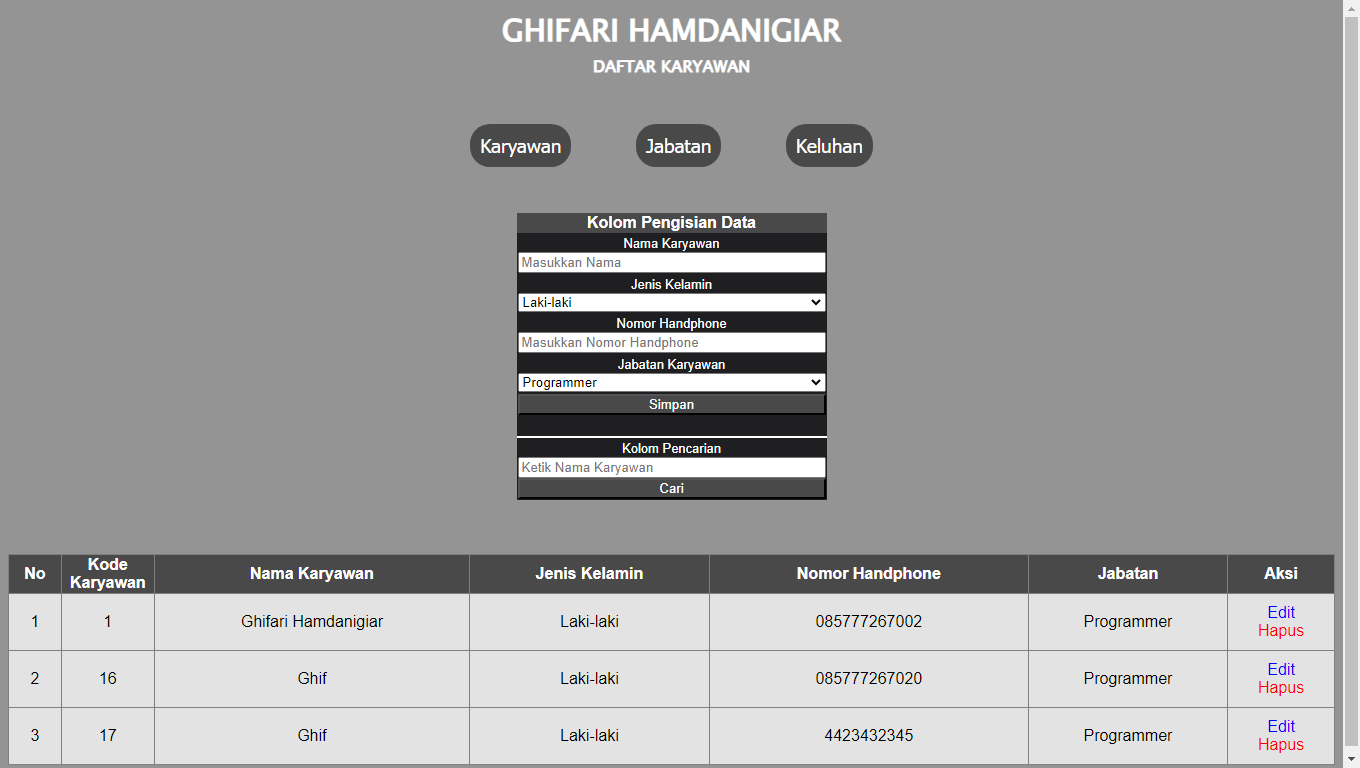 GHIFARI HAMDANIGIAR
DAFTAR KARYAWAN
Karyawan Jabatan Keluhan
Kolom Pengisian Data
Nama Karyawan
Masukkan Nama
Jenis Kelamin
Laki-laki
Nomor Handphone
Masukkan Nomor Handphone
Jabatan Karyawan
Programmer
Simpan
Kolom Pencarian
Ketik Nama Karyawan
Cari
No Kode Karyawan Nama Karyawan Jenis Kelamin Nomor Handphone Jabatan Aksi
1 1 Ghifari Hamdanigiar Laki-laki 085777267002 Programmer Edit Hapus
2 16 Ghif Laki-laki 085777267020 Programmer Edit Hapus
3 17 Ghif Laki-laki 4423432345 Programmer Edit Hapus